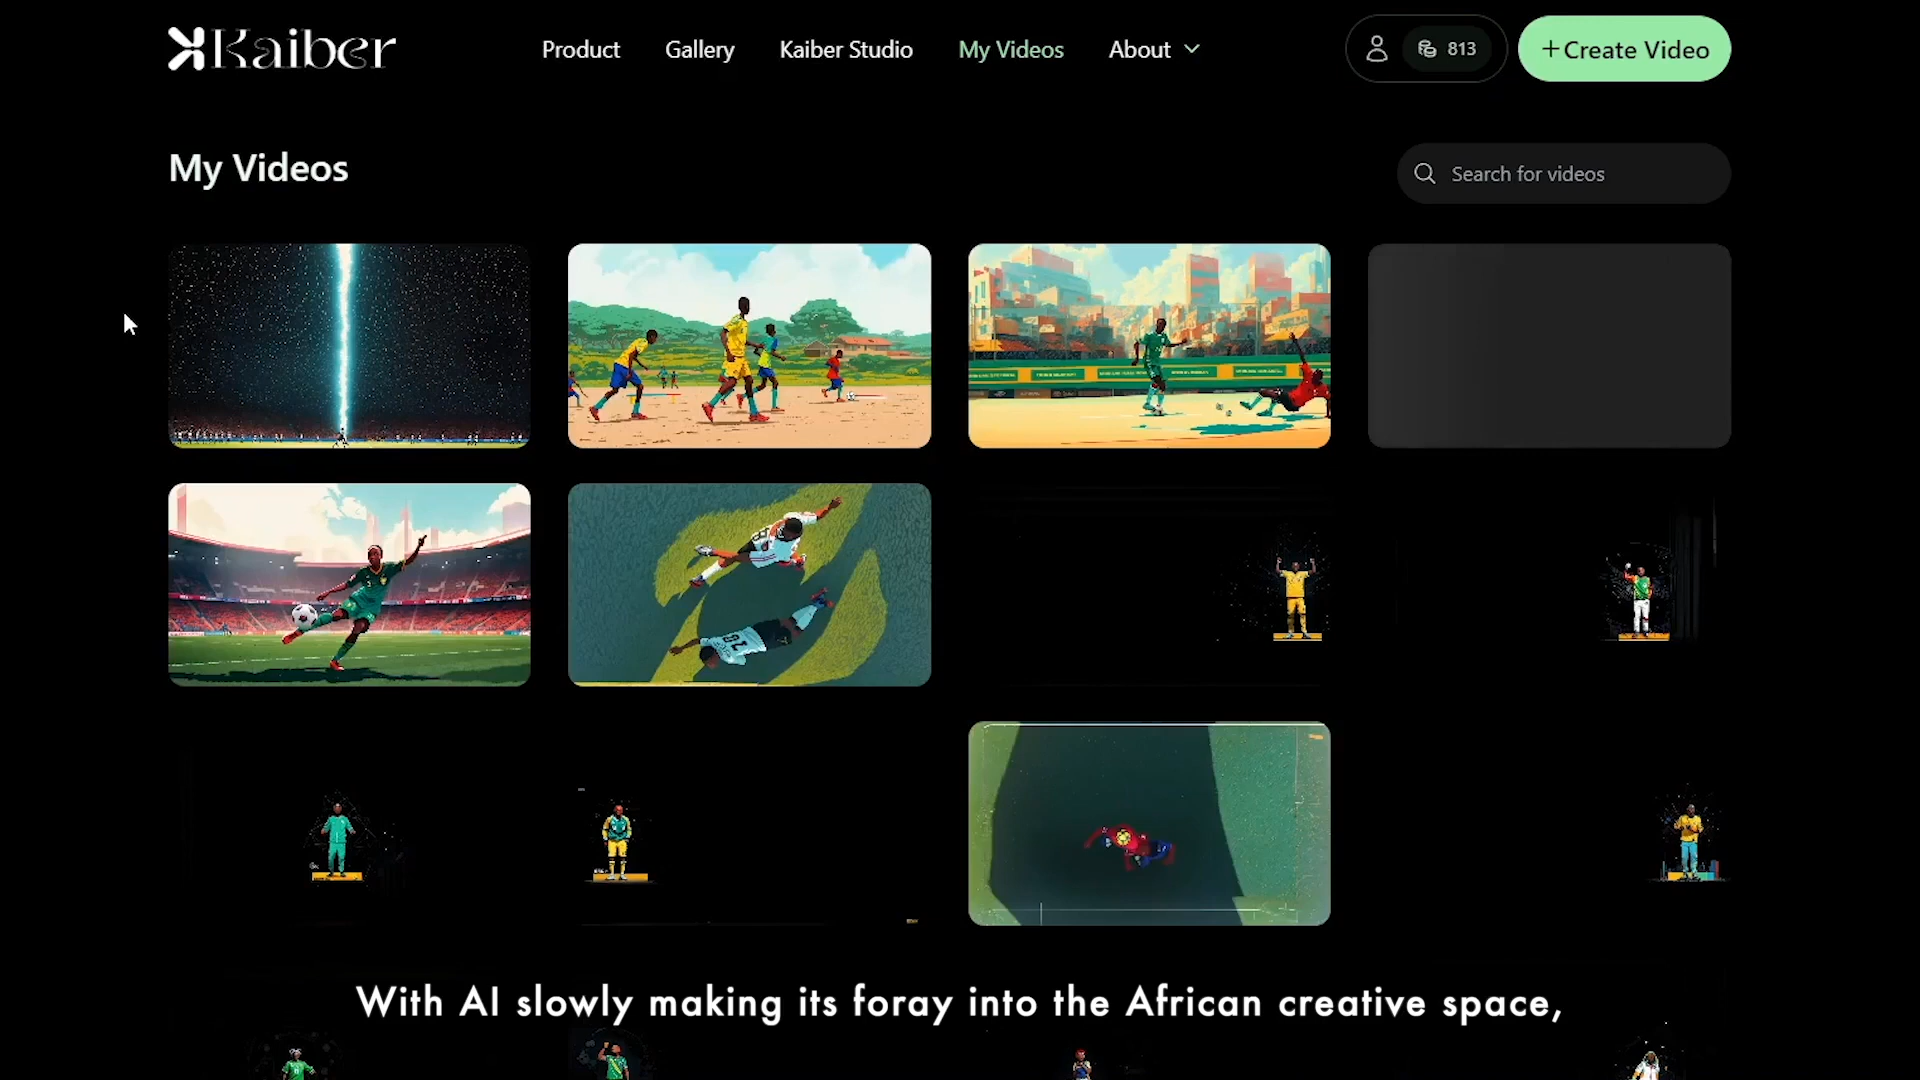 Kaiber
Product
Gallery
Kaiber Studio
My Videos
About
813
+Create Video
My Videos
Search for videos
20
With AI slowly making its foray into the African creative space,